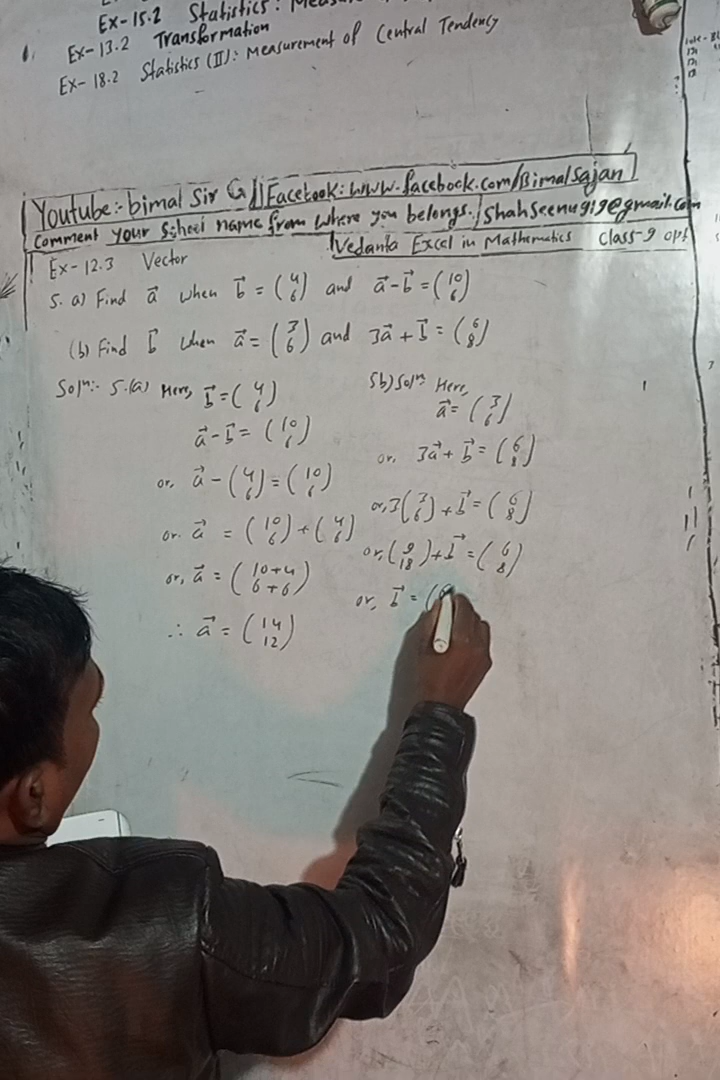 Ex-15.2 Statistics:
Ex-13.2 Transformation
Ex-18.2 Statistics (II): Measurement of Central Tendency
Youtube:- bimal Sir G || Facebook: www.facebook.com/Bimalsajan
Comment your School name from where you belongs. / Shahseenu919@gmail.com
Vedanta Excel in Mathematics Class-9 opt
Ex-12.3 Vector
5. a) Find a⃗ when b⃗ = (4 6) and a⃗-b⃗ = (10 6)
(b) Find b⃗ when a⃗ = (3 6) and 3a⃗+b⃗ = (6 8)
Solⁿ:- 5.(a) Here, b⃗ = (4 6)
a⃗-b⃗ = (10 6)
or, a⃗ - (4 6) = (10 6)
or. a⃗ = (10 6) + (4 6)
or, a⃗ = (10+4 6+6)
∴ a⃗ = (14 12)
5b) Solⁿ: Here,
a⃗ = (3 6)
or, 3a⃗ + b⃗ = (6 8)
or, 3(3 6) + b⃗ = (6 8)
or, (9 18) + b⃗ = (6 8)
or, b⃗ = (